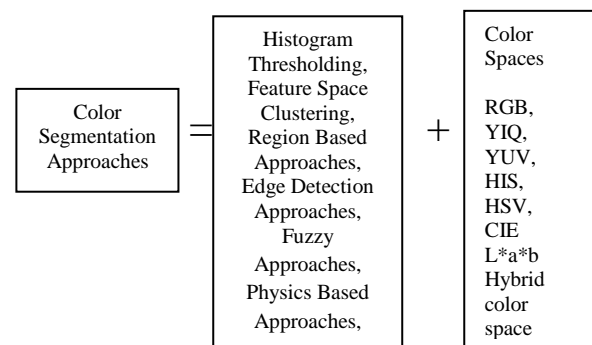 Color
Segmentation
Approaches
=
Histogram
Thresholding,
Feature Space
Clustering,
Region Based
Approaches,
Edge Detection
Approaches,
Fuzzy
Approaches,
Physics Based
Approaches,
+
Color
Spaces
RGB,
YIQ,
YUV,
HIS,
HSV,
CIE
L*a*b
Hybrid
color
space